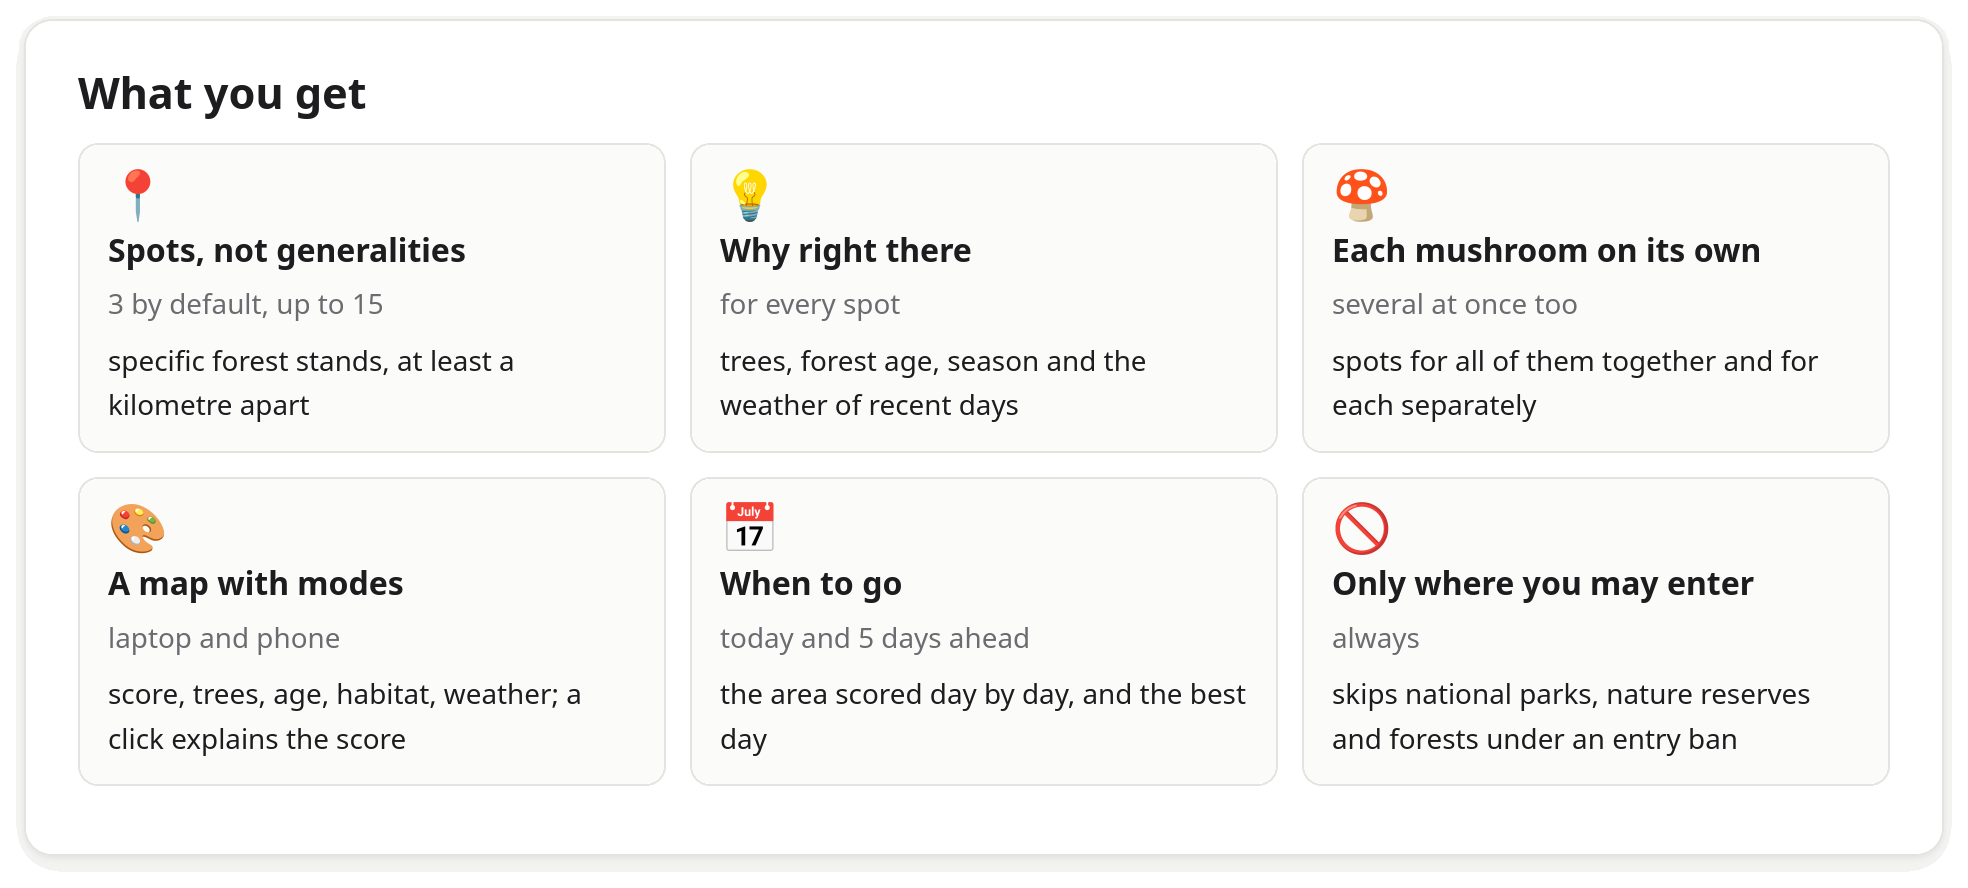 What you get
Spots, not generalities
3 by default, up to 15
specific forest stands, at least a
kilometre apart
Why right there
for every spot
trees, forest age, season and the
weather of recent days
Each mushroom on its own
several at once too
spots for all of them together and for
each separately
A map with modes
laptop and phone
score, trees, age, habitat, weather; a
click explains the score
July
17
When to go
today and 5 days ahead
the area scored day by day, and the best
day
Only where you may enter
always
skips national parks, nature reserves
and forests under an entry ban